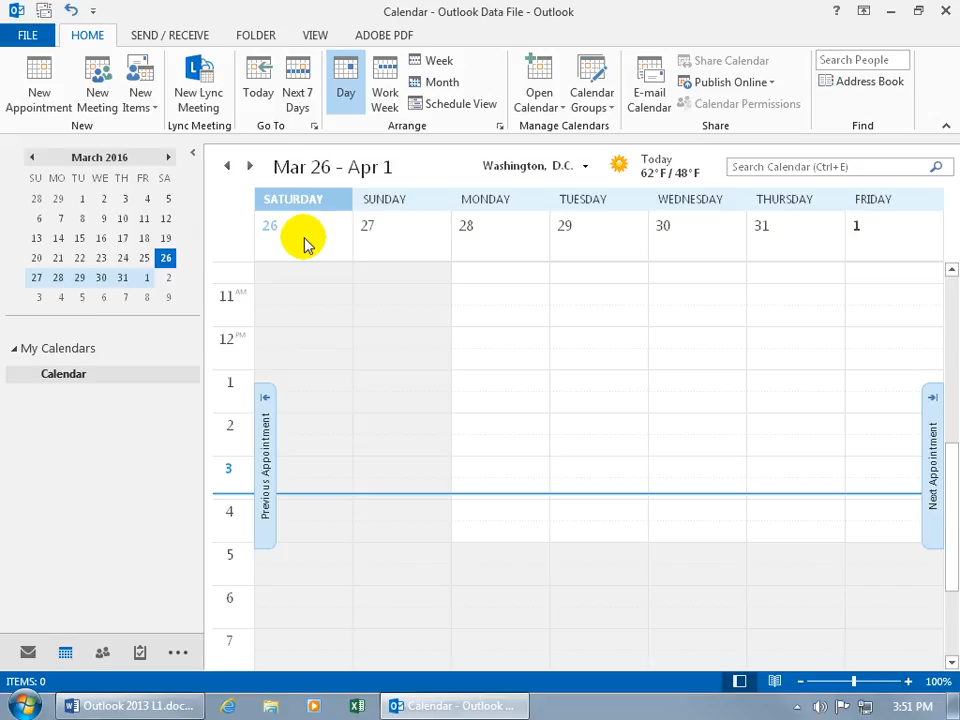 Calendar - Outlook Data File - Outlook
FILE HOME SEND / RECEIVE FOLDER VIEW ADOBE PDF
New Appointment
New Meeting
New Items
New
New Lync Meeting
Lync Meeting
Today
Next 7 Days
Go To
Day
Work Week
Week
Month
Schedule View
Arrange
Open Calendar
Calendar Groups
Manage Calendars
E-mail Calendar
Share Calendar
Publish Online
Calendar Permissions
Share
Search People
Address Book
Find
March 2016
SU MO TU WE TH FR SA
28 29 1 2 3 4 5
6 7 8 9 10 11 12
13 14 15 16 17 18 19
20 21 22 23 24 25 26
27 28 29 30 31 1 2
3 4 5 6 7 8 9
My Calendars
Calendar
Mar 26 - Apr 1
Washington, D.C.
Today
62°F / 48°F
Search Calendar (Ctrl+E)
SATURDAY SUNDAY MONDAY TUESDAY WEDNESDAY THURSDAY FRIDAY
26 27 28 29 30 31 1
11 AM
12 PM
1
2
3
4
5
6
7
Previous Appointment
Next Appointment
ITEMS: 0
100%
Outlook 2013 L1.doc...
Calendar - Outlook ...
3:51 PM